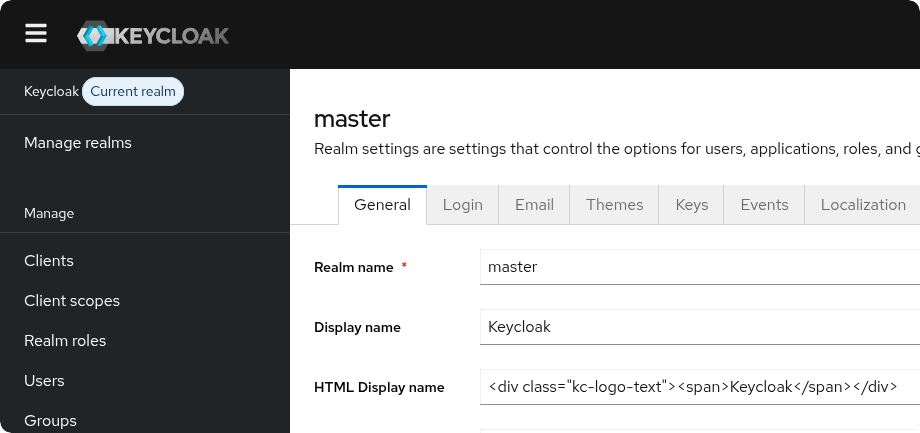 KEYCLOAK
Keycloak Current realm
Manage realms
Manage
Clients
Client scopes
Realm roles
Users
Groups
master
Realm settings are settings that control the options for users, applications, roles, and
General Login Email Themes Keys Events Localization
Realm name *
master
Display name
Keycloak
HTML Display name
<div class="kc-logo-text"><span>Keycloak</span></div>